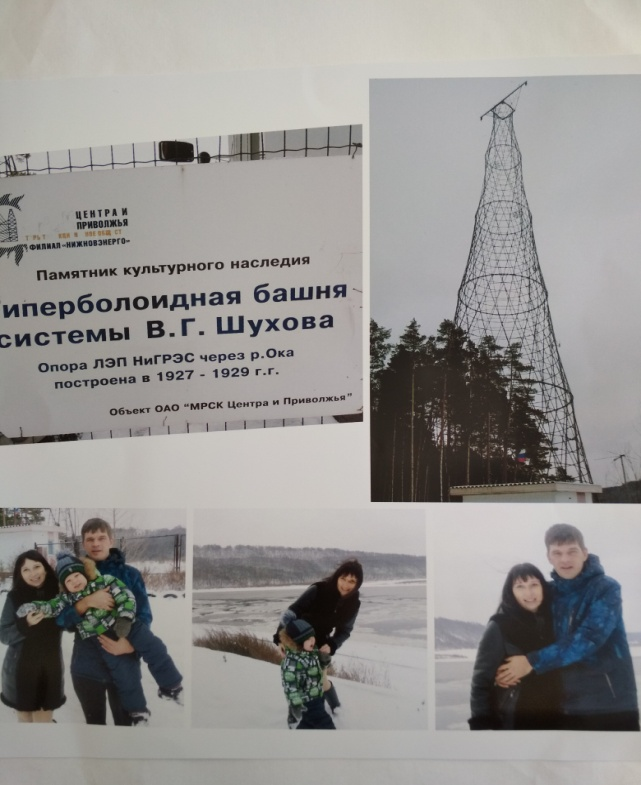 ЦЕНТРА И
ПРИВОЛЖЬЯ
ФИЛИАЛ «НИЖНОВЭНЕРГО»
Памятник культурного наследия
иперболоидная башня
системы В.Г. Шухова
Опора ЛЭП НиГРЭС через р.Ока
построена в 1927 - 1929 г.г.
Объект ОАО "МРСК Центра и Приволжья"